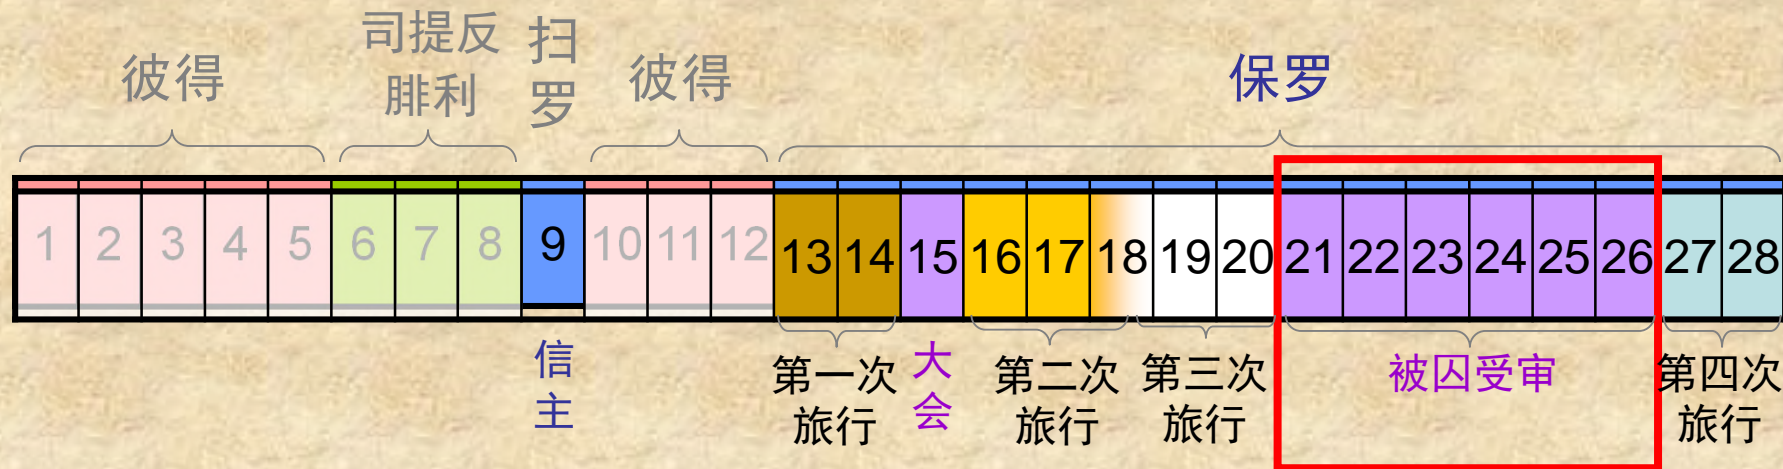 彼得
司提反
腓利
扫
罗
彼得
保罗
1 2 3 4 5 6 7 8 9 10 11 12 13 14 15 16 17 18 19 20 21 22 23 24 25 26 27 28
信
主
第一次
旅行
大
会
第二次
旅行
第三次
旅行
被囚受审
第四次
旅行